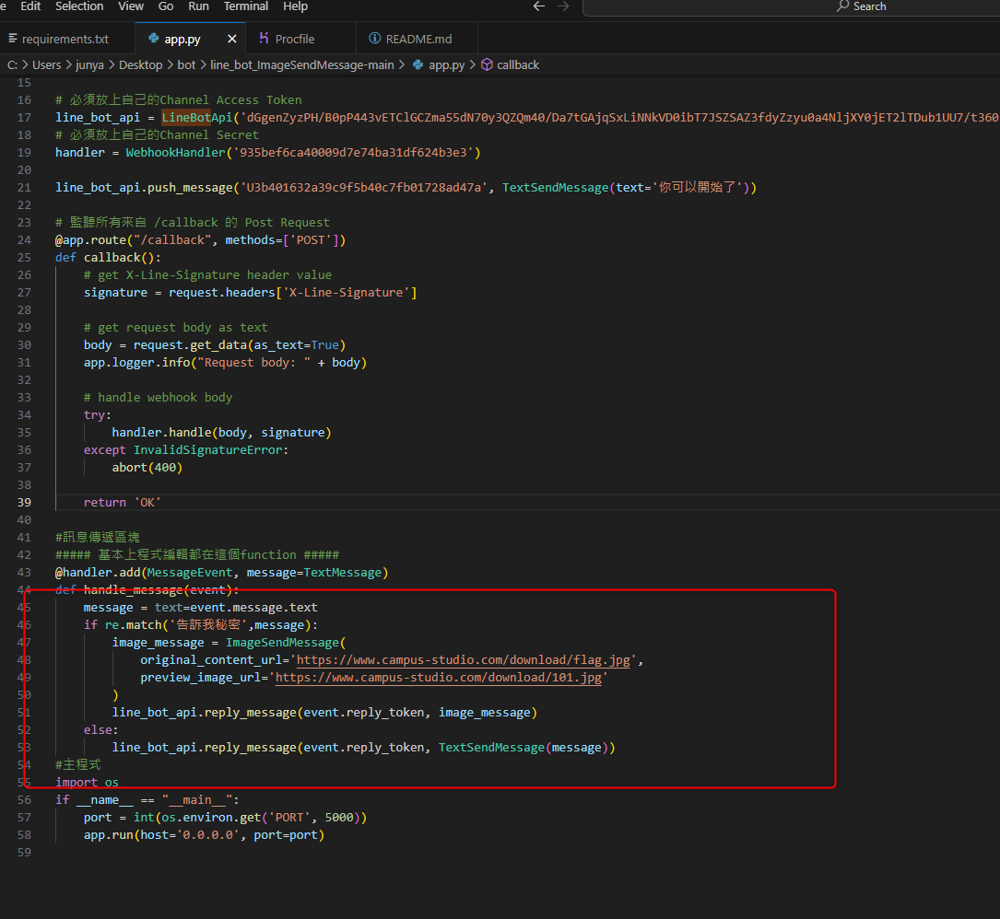 e Edit Selection View Go Run Terminal Help ← → Search
requirements.txt app.py × Procfile README.md
C: > Users > junya > Desktop > bot > line_bot_ImageSendMessage-main > app.py > callback
15
16 # 必須放上自己的Channel Access Token
17 line_bot_api = LineBotApi('dGgenZyzPH/B0pP443vETClGCZma55dN70y3QZQm40/Da7tGAjqSxLiNNkVD0ibT7JSZSAZ3fdyZzyu0a4NljXY0jET2lTDub1UU7/t360
18 # 必須放上自己的Channel Secret
19 handler = WebhookHandler('935bef6ca40009d7e74ba31df624b3e3')
20
21 line_bot_api.push_message('U3b401632a39c9f5b40c7fb01728ad47a', TextSendMessage(text='你可以開始了'))
22
23 # 監聽所有來自 /callback 的 Post Request
24 @app.route("/callback", methods=['POST'])
25 def callback():
26     # get X-Line-Signature header value
27     signature = request.headers['X-Line-Signature']
28
29     # get request body as text
30     body = request.get_data(as_text=True)
31     app.logger.info("Request body: " + body)
32
33     # handle webhook body
34     try:
35         handler.handle(body, signature)
36     except InvalidSignatureError:
37         abort(400)
38
39     return 'OK'
40
41 #訊息傳遞區塊
42 ##### 基本上程式編輯都在這個function #####
43 @handler.add(MessageEvent, message=TextMessage)
44 def handle_message(event):
45     message = text=event.message.text
46     if re.match('告訴我秘密',message):
47         image_message = ImageSendMessage(
48             original_content_url='https://www.campus-studio.com/download/flag.jpg',
49             preview_image_url='https://www.campus-studio.com/download/101.jpg'
50         )
51         line_bot_api.reply_message(event.reply_token, image_message)
52     else:
53         line_bot_api.reply_message(event.reply_token, TextSendMessage(message))
54 #主程式
55 import os
56 if __name__ == "__main__":
57     port = int(os.environ.get('PORT', 5000))
58     app.run(host='0.0.0.0', port=port)
59